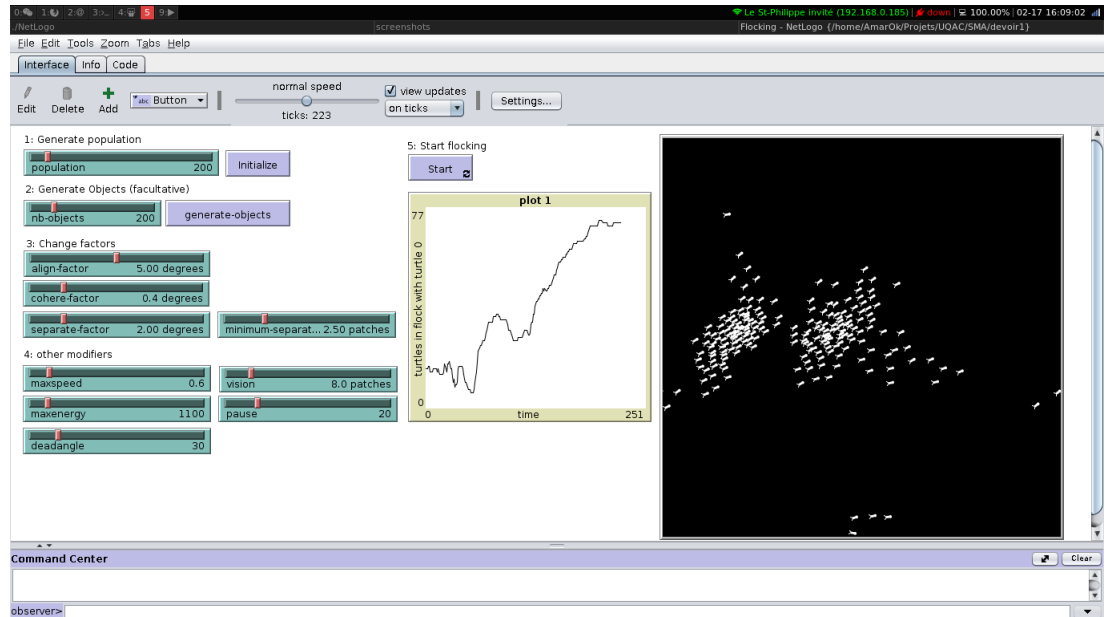 0: 1: 2: 3:>_ 4: 5 9: Le St-Philippe invité (192.168.0.185) | down | 100.00% | 02-17 16:09:02
/NetLogo screenshots Flocking - NetLogo {/home/AmarOk/Projets/UQAC/SMA/devoir1}
File Edit Tools Zoom Tabs Help
Interface Info Code
normal speed view updates
Edit Delete Add abc Button on ticks Settings...
ticks: 223
1: Generate population
population 200 Initialize
2: Generate Objects (facultative)
nb-objects 200 generate-objects
3: Change factors
align-factor 5.00 degrees
cohere-factor 0.4 degrees
separate-factor 2.00 degrees minimum-separat... 2.50 patches
4: other modifiers
maxspeed 0.6 vision 8.0 patches
maxenergy 1100 pause 20
deadangle 30
5: Start flocking
Start
plot 1
77
turtles in flock with turtle 0
0
0 time 251
Command Center Clear
observer>